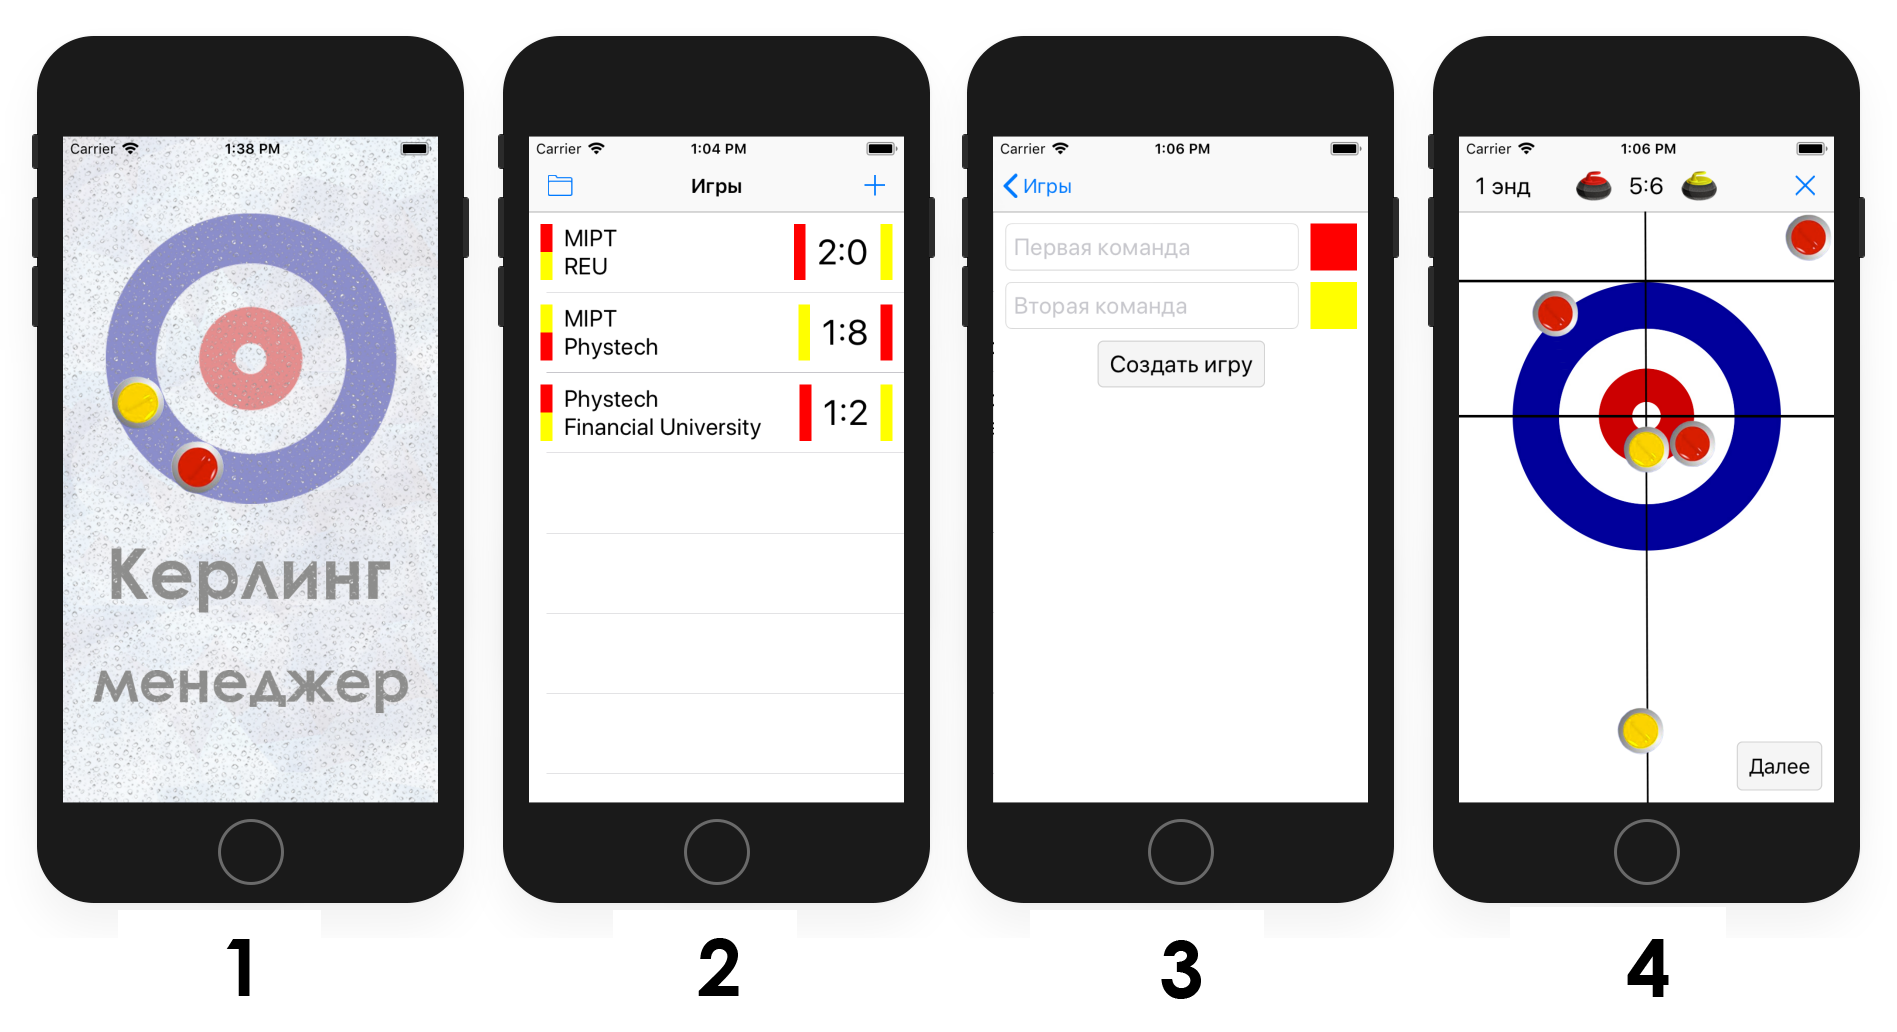 Carrier 1:38 PM
Керлинг
менеджер
1
Carrier 1:04 PM
Игры
MIPT
REU
2:0
MIPT
Phystech
1:8
Phystech
Financial University
1:2
2
Carrier 1:06 PM
Игры
Первая команда
Вторая команда
Создать игру
3
Carrier 1:06 PM
1 энд 5:6
Далее
4